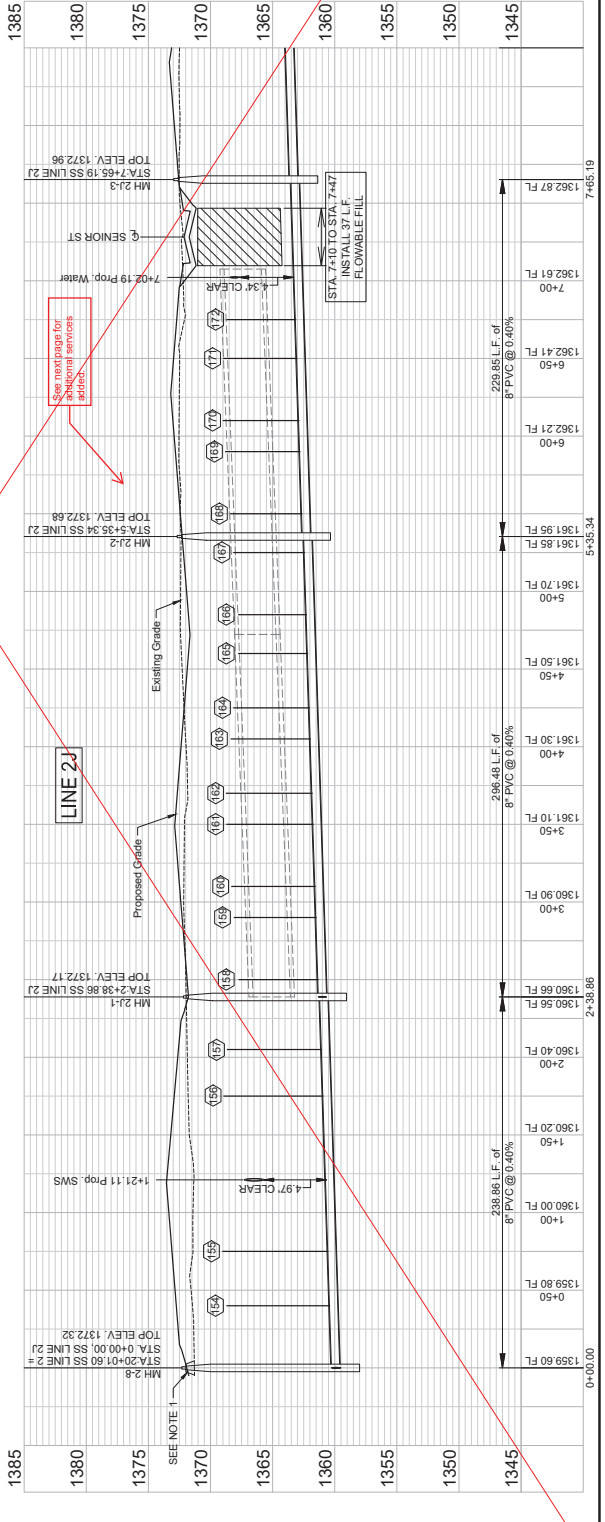 1385
1380
1375
1370
1365
1360
1355
1350
1345
SEE NOTE 1
MH 2-8
STA:20+01.60 SS LINE 2 =
STA. 0+00.00, SS LINE 2J
TOP ELEV. 1372.32
154
155
1+21.11 Prop. SWS
4.97' CLEAR
156
157
MH 2J-1
STA:2+38.86 SS LINE 2J
TOP ELEV. 1372.17
LINE 2J
Proposed Grade
Existing Grade
158
159
160
161
162
163
164
165
166
167
MH 2J-2
STA:5+35.34 SS LINE 2J
TOP ELEV. 1372.68
See next page for
additional services
added.
168
169
170
171
172
7+02.19 Prop. Water
4.34' CLEAR
℄ SENIOR ST
MH 2J-3
STA:7+65.19 SS LINE 2J
TOP ELEV. 1372.96
STA. 7+10 TO STA. 7+47
INSTALL 37 L.F.
FLOWABLE FILL
238.86 L.F. of
8" PVC @ 0.40%
296.48 L.F. of
8" PVC @ 0.40%
229.85 L.F. of
8" PVC @ 0.40%
1359.60 FL
0+00.00
1359.80 FL
0+50
1360.00 FL
1+00
1360.20 FL
1+50
1360.40 FL
2+00
1360.56 FL
1360.66 FL
2+38.86
1360.90 FL
3+00
1361.10 FL
3+50
1361.30 FL
4+00
1361.50 FL
4+50
1361.70 FL
5+00
1361.85 FL
1361.95 FL
5+35.34
1362.21 FL
6+00
1362.41 FL
6+50
1362.61 FL
7+00
1362.87 FL
7+65.19
1385
1380
1375
1370
1365
1360
1355
1350
1345